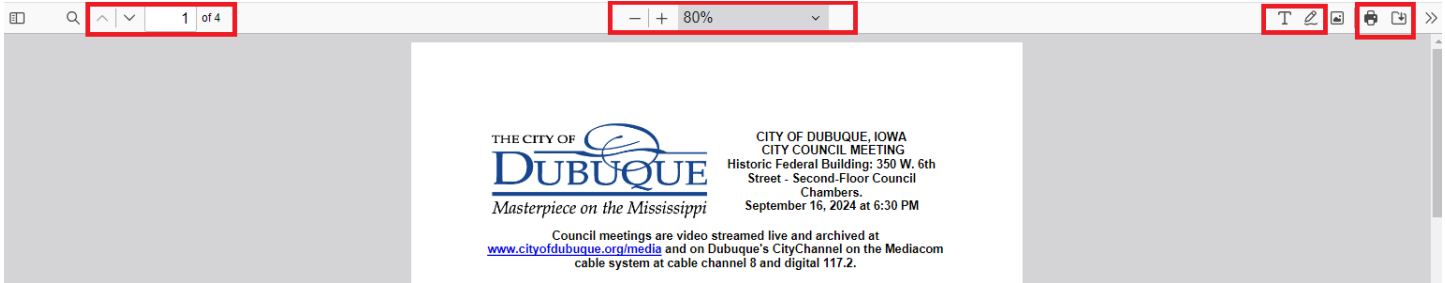 1 of 4
80%
THE CITY OF
DUBUQUE
Masterpiece on the Mississippi
CITY OF DUBUQUE, IOWA
CITY COUNCIL MEETING
Historic Federal Building: 350 W. 6th
Street - Second-Floor Council
Chambers.
September 16, 2024 at 6:30 PM
Council meetings are video streamed live and archived at
www.cityofdubuque.org/media and on Dubuque's CityChannel on the Mediacom
cable system at cable channel 8 and digital 117.2.